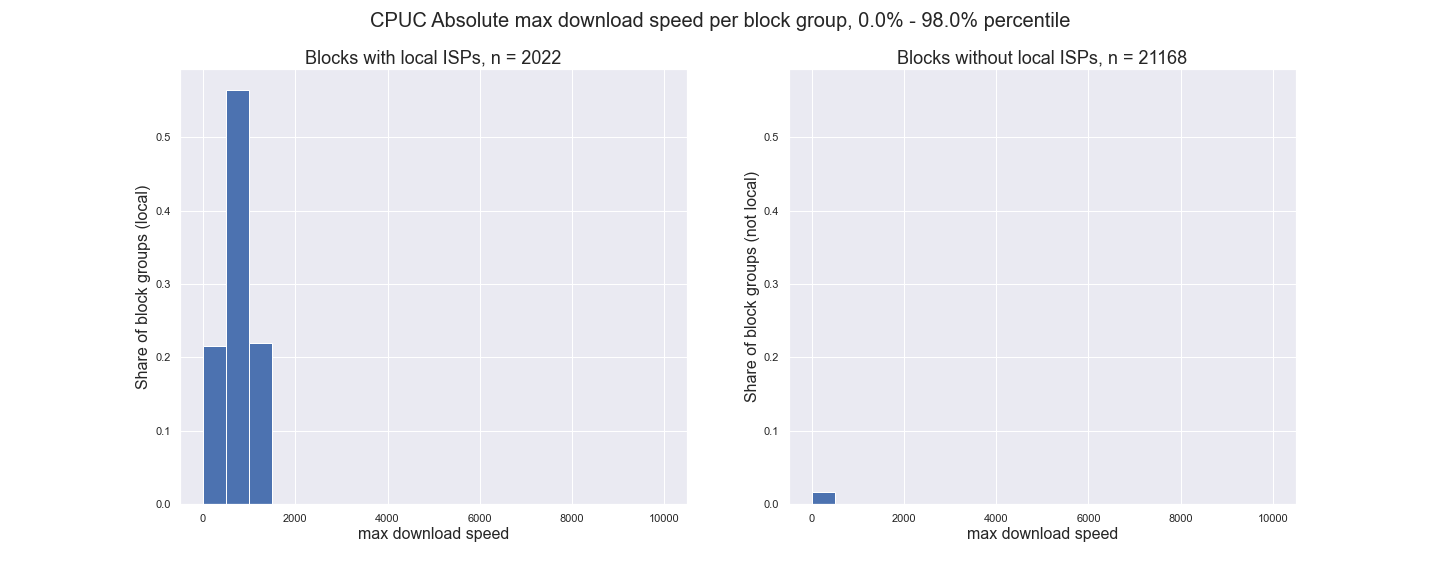 CPUC Absolute max download speed per block group, 0.0% - 98.0% percentile
Blocks with local ISPs, n = 2022
Share of block groups (local)
0.5
0.4
0.3
0.2
0.1
0.0
0 2000 4000 6000 8000 10000
max download speed
Blocks without local ISPs, n = 21168
Share of block groups (not local)
0.5
0.4
0.3
0.2
0.1
0.0
0 2000 4000 6000 8000 10000
max download speed